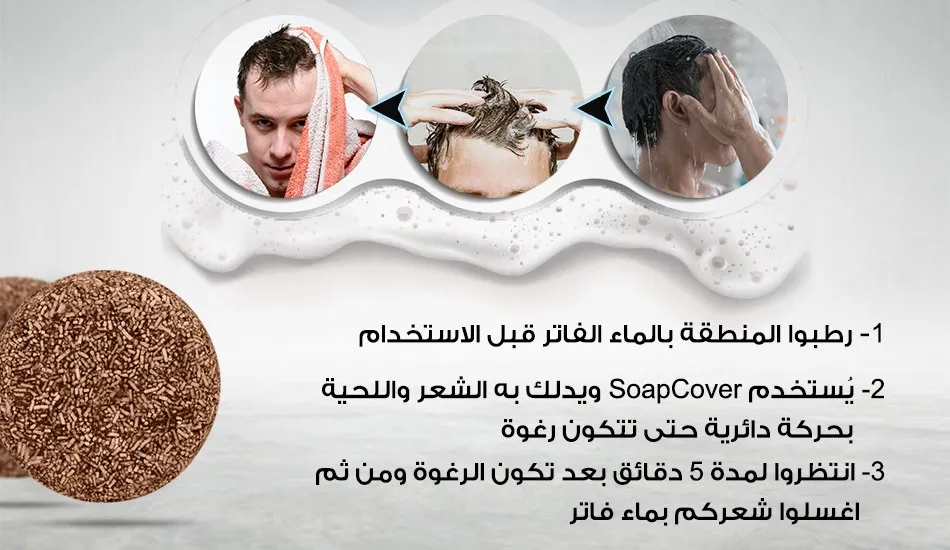 1- رطبوا المنطقة بالماء الفاتر قبل الاستخدام
2- يُستخدم SoapCover ويدلك به الشعر واللحية
بحركة دائرية حتى تتكون رغوة
3- انتظروا لمدة 5 دقائق بعد تكون الرغوة ومن ثم
اغسلوا شعركم بماء فاتر